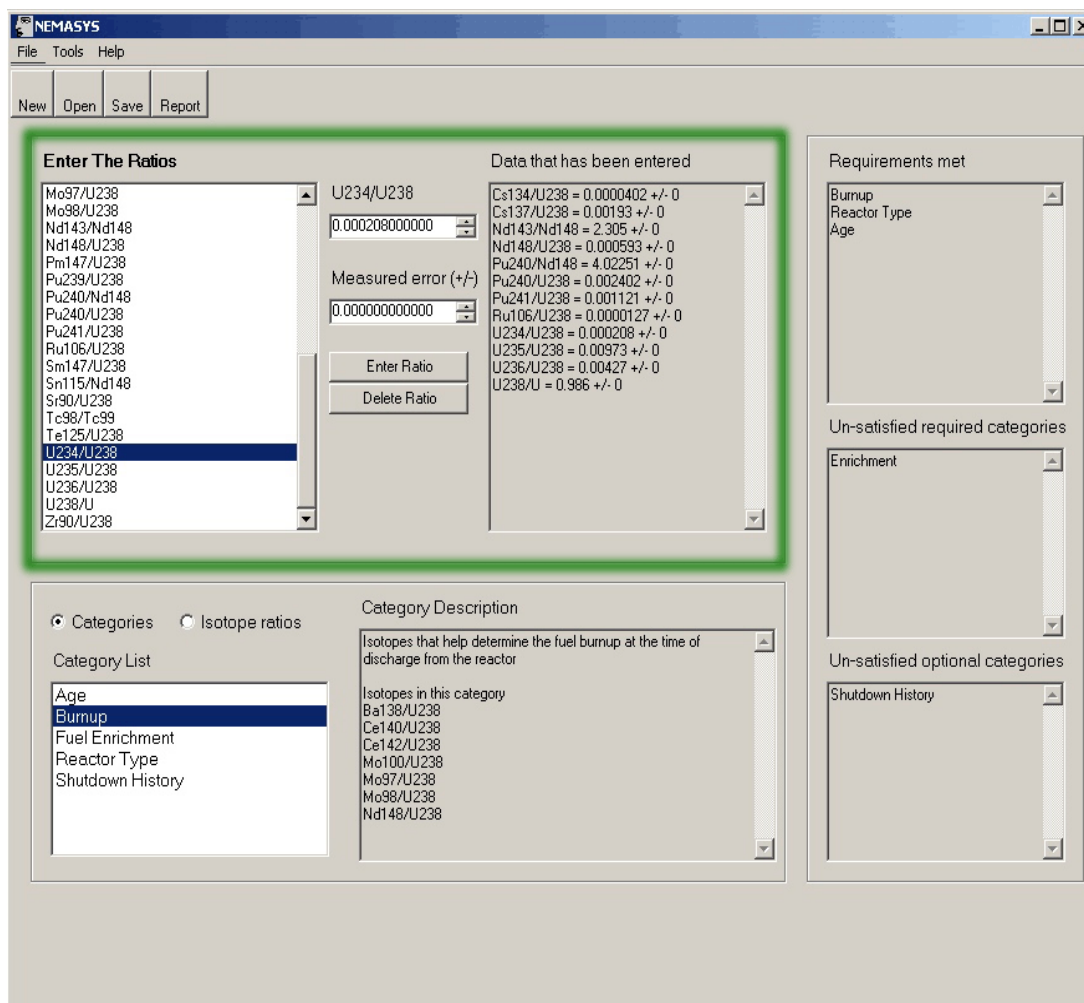 NEMASYS
File Tools Help
New Open Save Report
Enter The Ratios
Mo97/U238
Mo98/U238
Nd143/Nd148
Nd148/U238
Pm147/U238
Pu239/U238
Pu240/Nd148
Pu240/U238
Pu241/U238
Ru106/U238
Sm147/U238
Sn115/Nd148
Sr90/U238
Tc98/Tc99
Te125/U238
U234/U238
U235/U238
U236/U238
U238/U
Zr90/U238
U234/U238
0.000208000000
Measured error (+/-)
0.000000000000
Enter Ratio
Delete Ratio
Data that has been entered
Cs134/U238 = 0.0000402 +/- 0
Cs137/U238 = 0.00193 +/- 0
Nd143/Nd148 = 2.305 +/- 0
Nd148/U238 = 0.000593 +/- 0
Pu240/Nd148 = 4.02251 +/- 0
Pu240/U238 = 0.002402 +/- 0
Pu241/U238 = 0.001121 +/- 0
Ru106/U238 = 0.0000127 +/- 0
U234/U238 = 0.000208 +/- 0
U235/U238 = 0.00973 +/- 0
U236/U238 = 0.00427 +/- 0
U238/U = 0.986 +/- 0
Requirements met
Burnup
Reactor Type
Age
Un-satisfied required categories
Enrichment
Un-satisfied optional categories
Shutdown History
Categories Isotope ratios
Category List
Age
Burnup
Fuel Enrichment
Reactor Type
Shutdown History
Category Description
Isotopes that help determine the fuel burnup at the time of
discharge from the reactor
Isotopes in this category
Ba138/U238
Ce140/U238
Ce142/U238
Mo100/U238
Mo97/U238
Mo98/U238
Nd148/U238